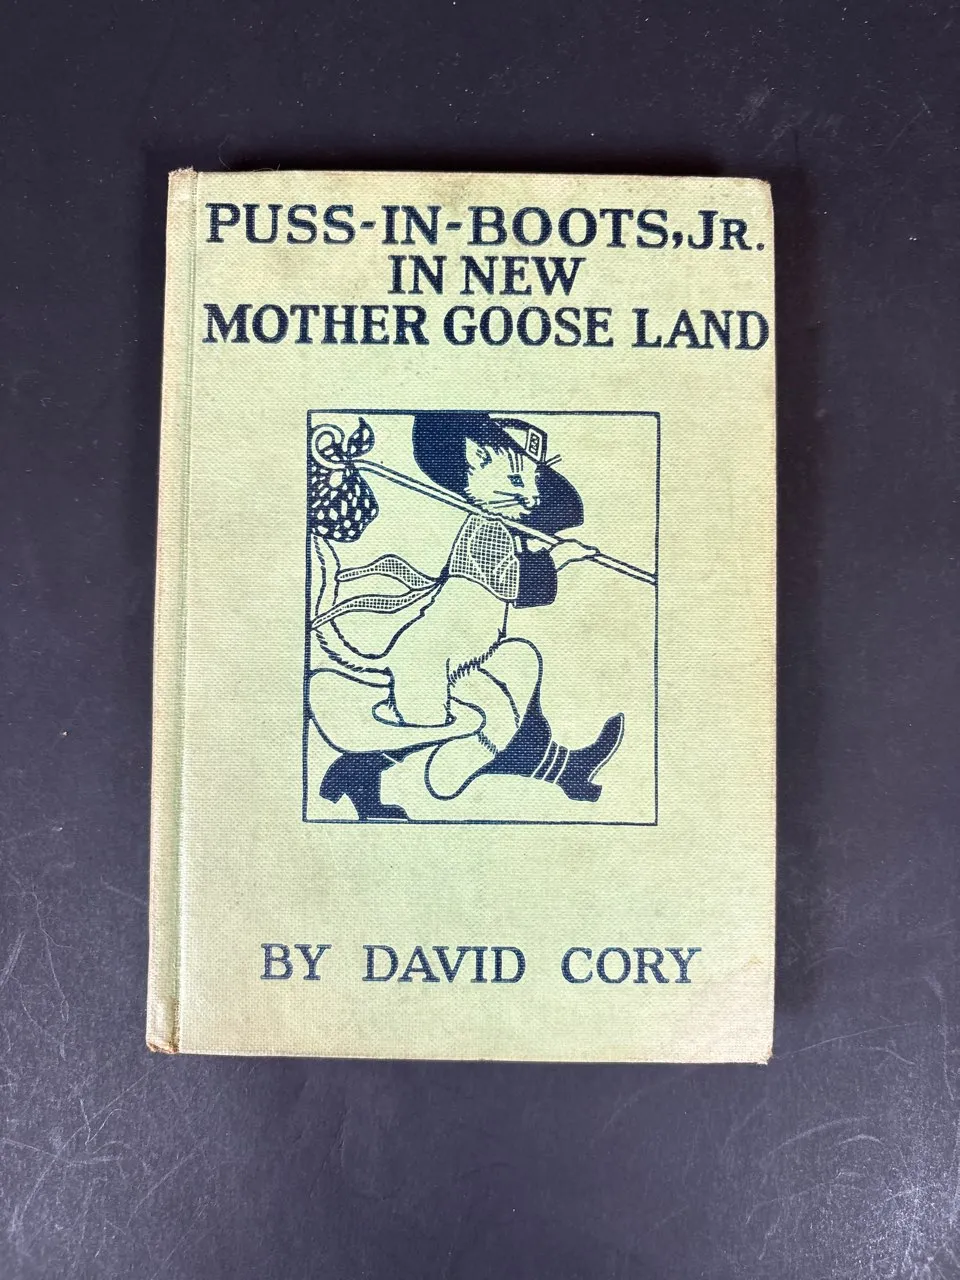 PUSS-IN-BOOTS, JR.
IN NEW
MOTHER GOOSE LAND
BY DAVID CORY